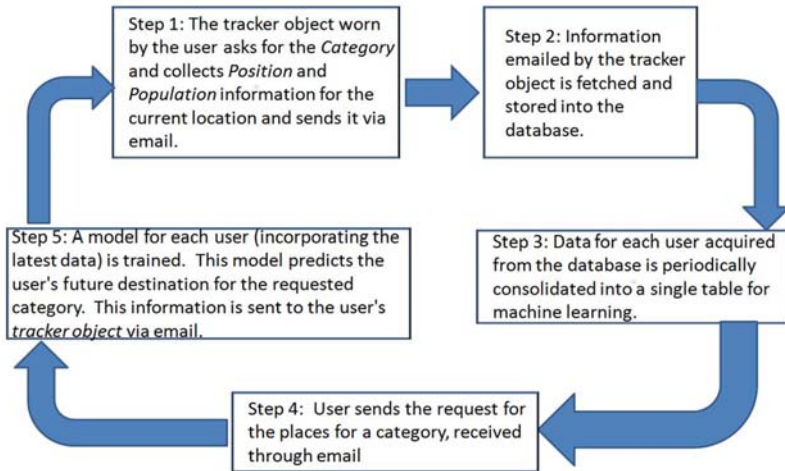 Step 1: The tracker object worn
by the user asks for the Category
and collects Position and
Population information for the
current location and sends it via
email.
Step 2: Information
emailed by the tracker
object is fetched and
stored into the
database.
Step 3: Data for each user acquired
from the database is periodically
consolidated into a single table for
machine learning.
Step 4: User sends the request for
the places for a category, received
through email
Step 5: A model for each user (incorporating the
latest data) is trained. This model predicts the
user's future destination for the requested
category. This information is sent to the user's
tracker object via email.